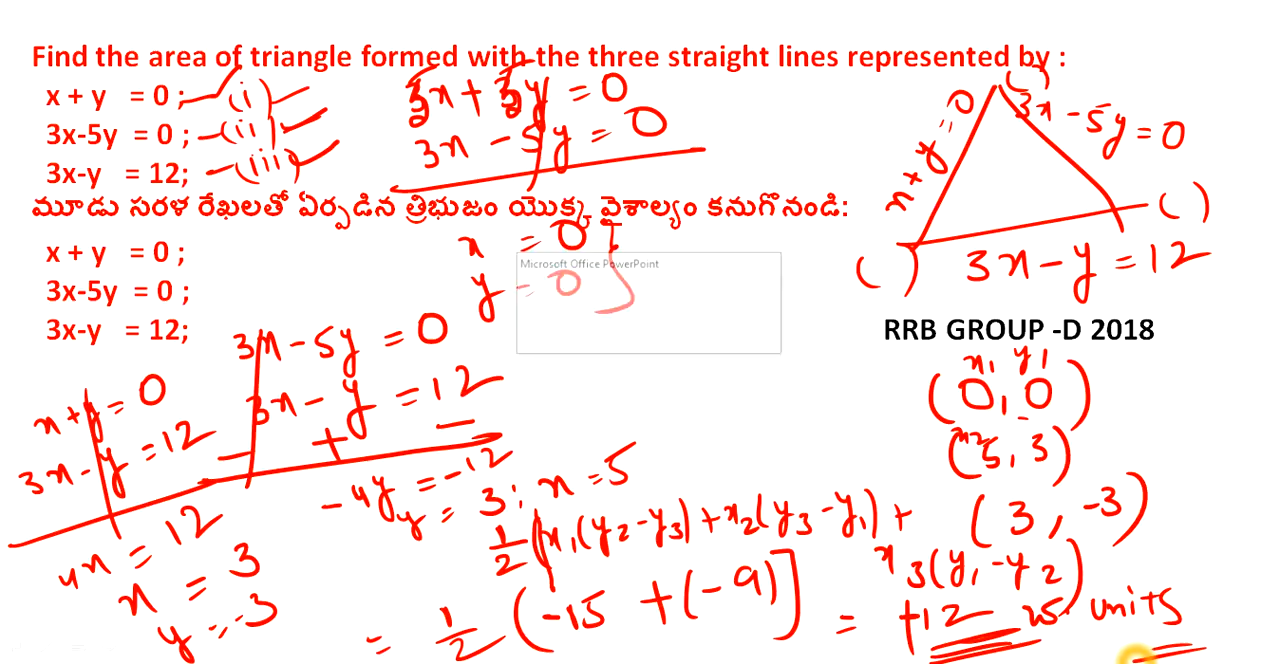 Find the area of triangle formed with the three straight lines represented by :
x + y = 0 ; (i)
3x-5y = 0 ; (ii)
3x-y = 12; (iii)
3x + 5y = 0
3x - 5y = 0
x + y = 0
3x - 5y = 0
( )
( )
( ) 3x - y = 12
మూడు సరళ రేఖలతో ఏర్పడిన త్రిభుజం యొక్క వైశాల్యం కనుగొనండి:
x + y = 0 ;
3x-5y = 0 ;
3x-y = 12;
x = 0
y = 0
Microsoft Office PowerPoint
RRB GROUP -D 2018
x1 y1
(0, 0)
x2
(5, 3)
(3, -3)
3x - 5y = 0
3x - y = 12
- + -
-4y = -12
y = 3; x = 5
x + y = 0
3x - y = 12
4x = 12
x = 3
y = -3
1/2 [x1(y2-y3) + x2(y3-y1) +
x3(y1-y2)
= 1/2 (-15 + (-9)] = +12 units